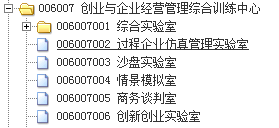 006007 创业与企业经营管理综合训练中心
006007001 综合实验室
006007002 过程企业仿真管理实验室
006007003 沙盘实验室
006007004 情景模拟室
006007005 商务谈判室
006007006 创新创业实验室